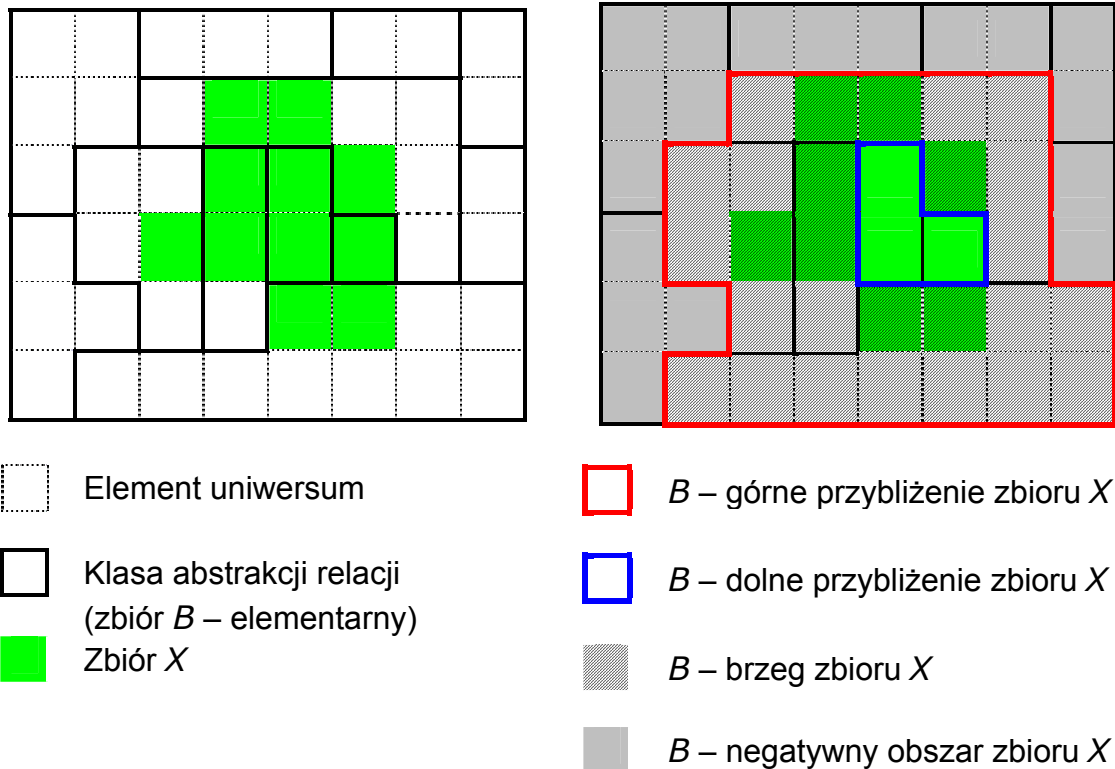 Element uniwersum
Klasa abstrakcji relacji
(zbiór B – elementarny)
Zbiór X
B – górne przybliżenie zbioru X
B – dolne przybliżenie zbioru X
B – brzeg zbioru X
B – negatywny obszar zbioru X